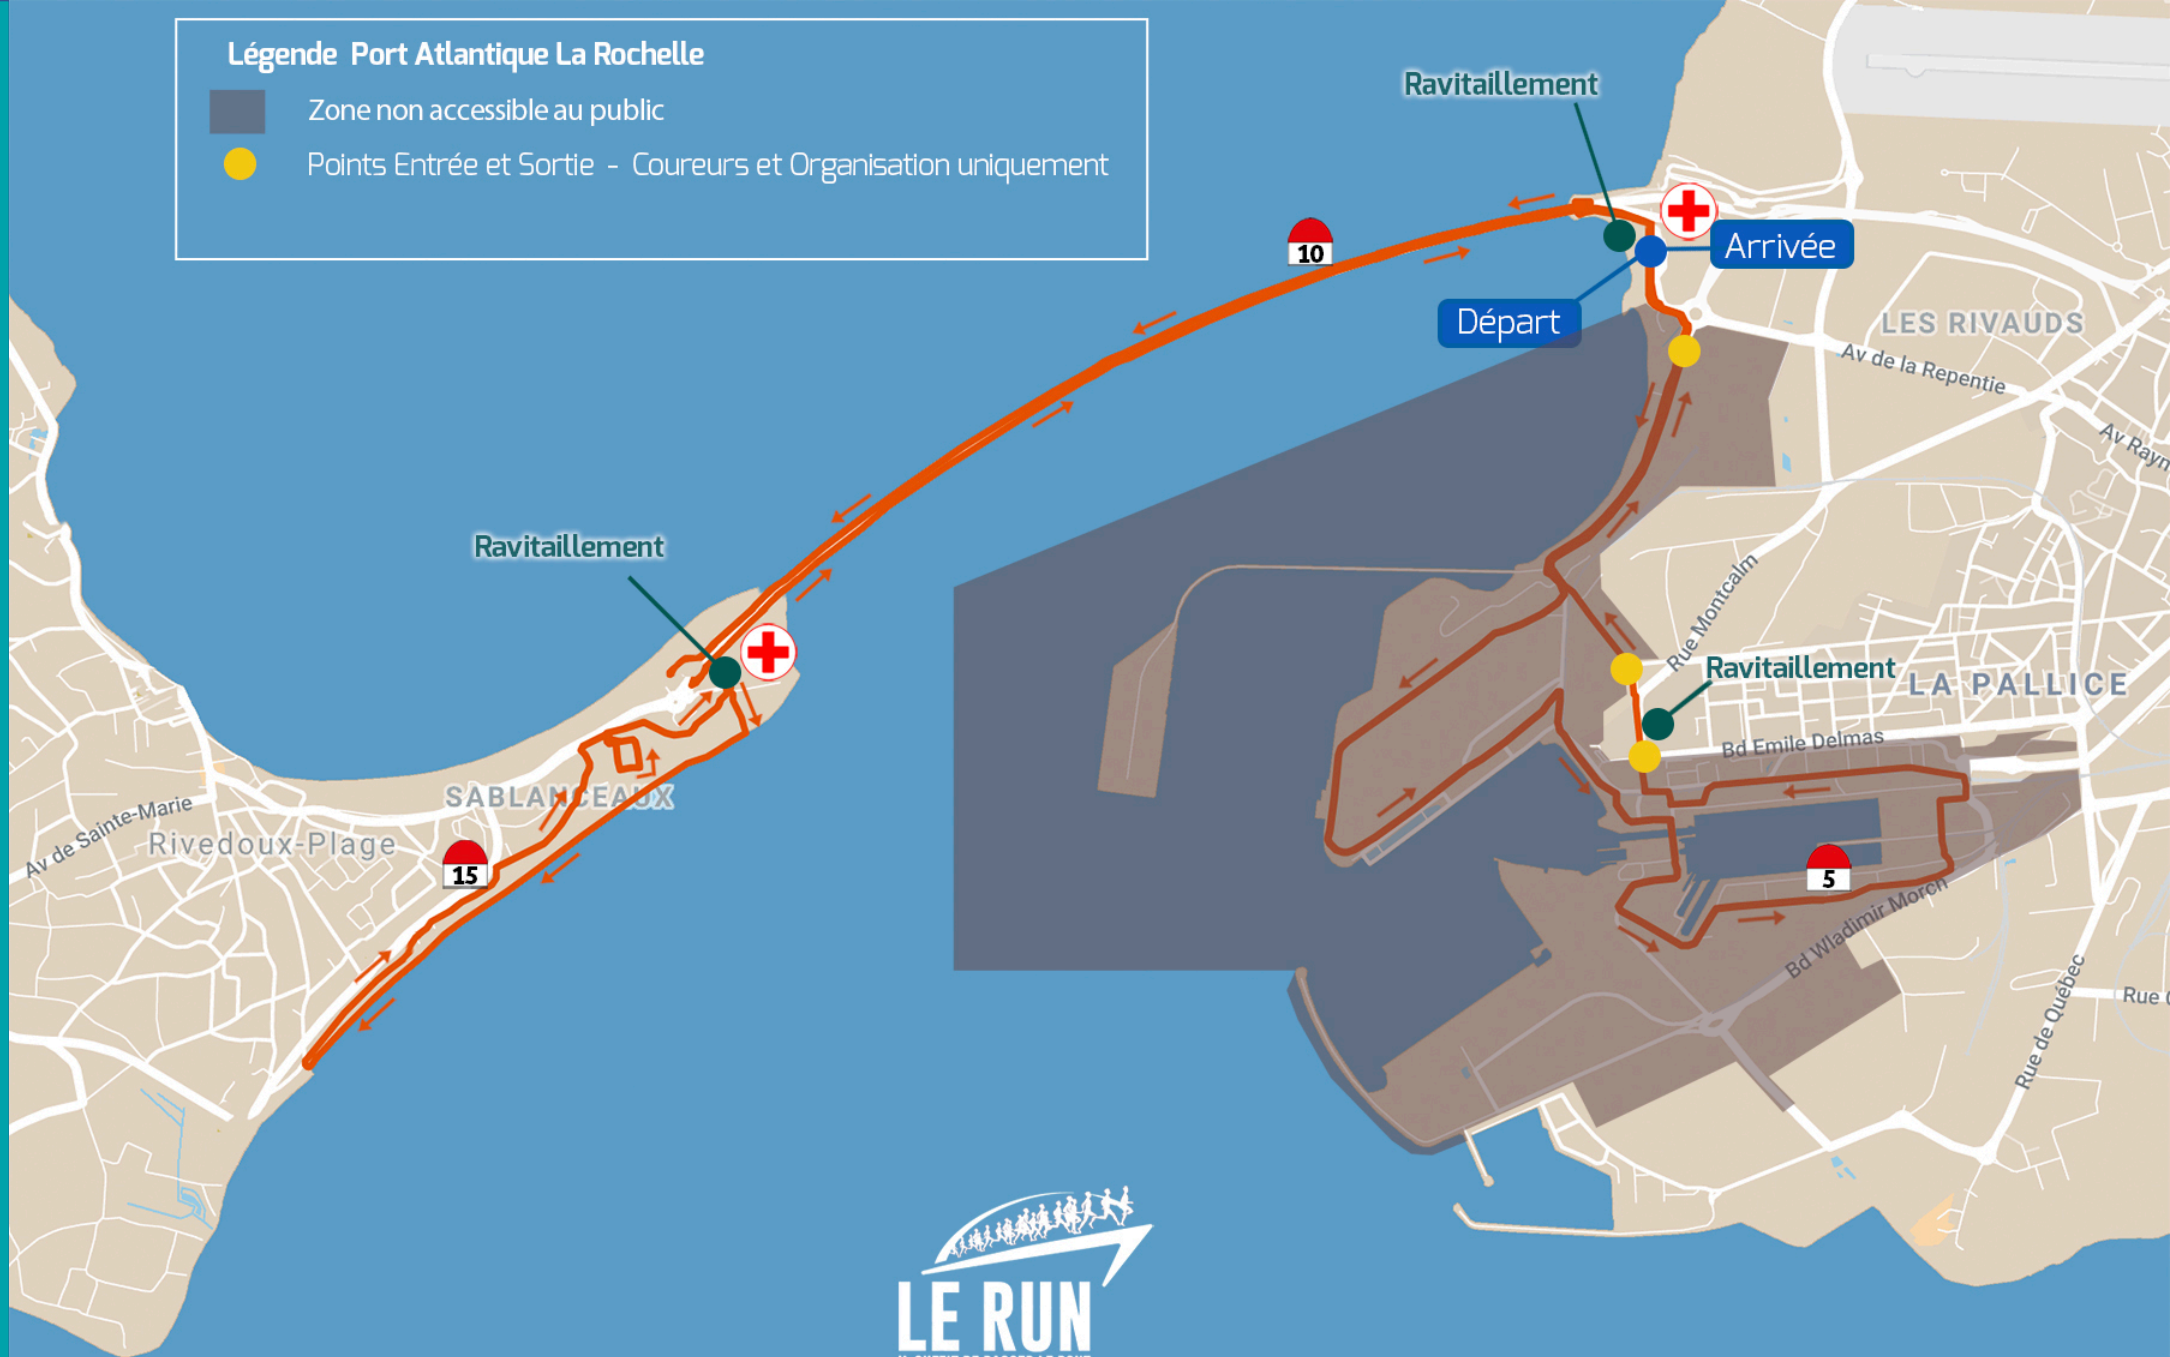 Légende Port Atlantique La Rochelle
Zone non accessible au public
Points Entrée et Sortie - Coureurs et Organisation uniquement
Ravitaillement
10
Arrivée
Départ
LES RIVAUDS
Av de la Repentie
Av Rayn
Ravitaillement
Rue Montcalm
Ravitaillement
LA PALLICE
Bd Emile Delmas
SABLANCEAUX
Av de Sainte-Marie
Rivedoux-Plage
15
5
Bd Wladimir Morch
Rue de Québec
Rue
LE RUN